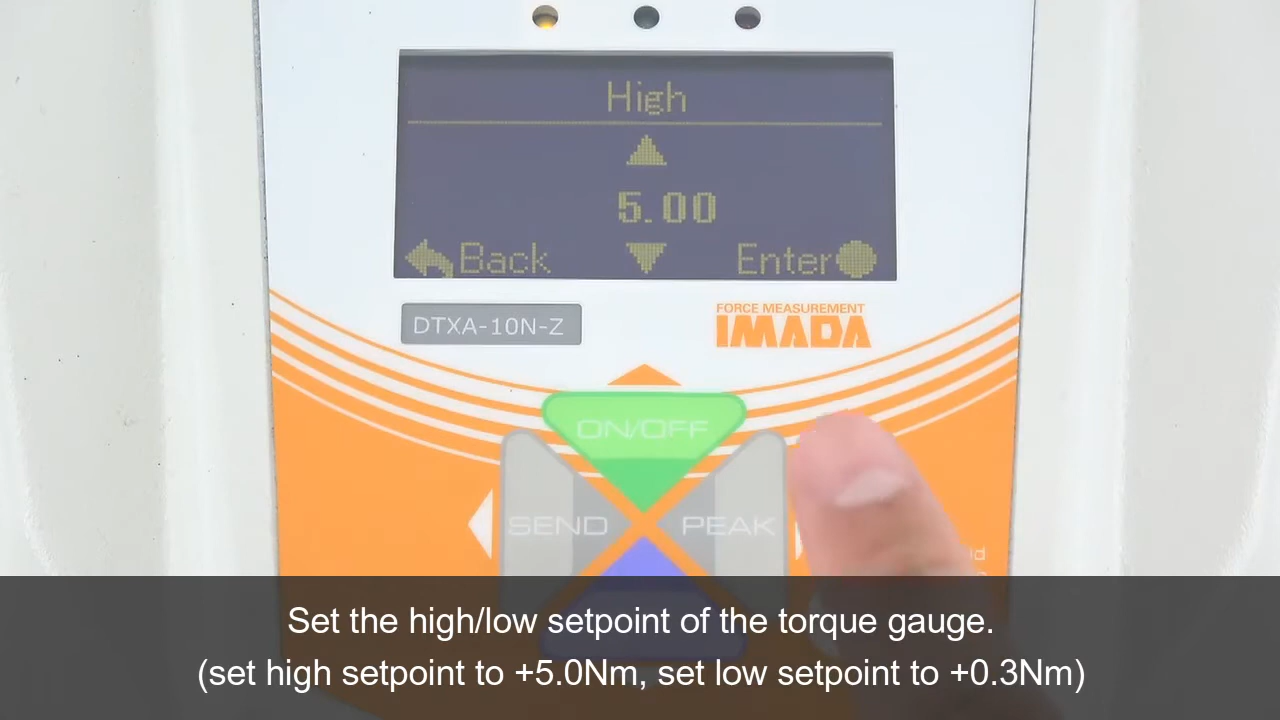 High
5.00
Back
Enter
DTXA-10N-Z
FORCE MEASUREMENT
IMADA
ON/OFF
SEND
PEAK
Set the high/low setpoint of the torque gauge.
(set high setpoint to +5.0Nm, set low setpoint to +0.3Nm)